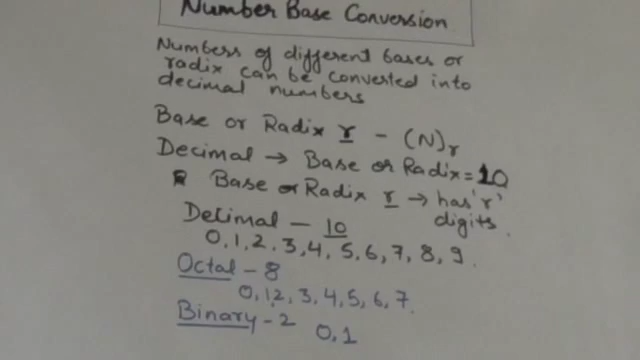 Number Base Conversion
Numbers of different bases or
radix can be converted into
decimal numbers
Base or Radix r - (N)r
Decimal → Base or Radix = 10
Base or Radix r → has 'r'
digits.
Decimal - 10
0, 1, 2, 3, 4, 5, 6, 7, 8, 9.
Octal - 8
0, 1 2, 3, 4, 5, 6, 7.
Binary - 2
0, 1